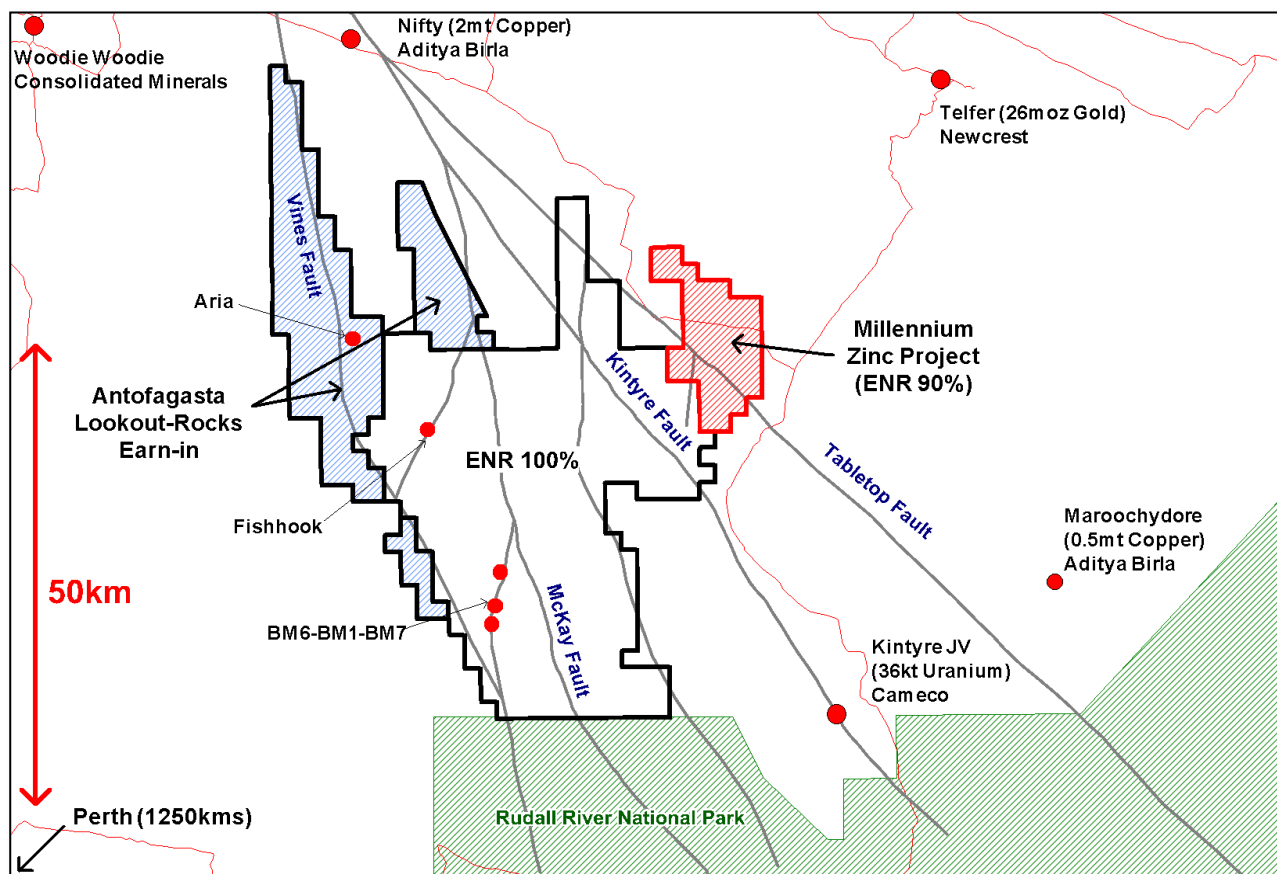 Nifty (2mt Copper)
Aditya Birla
Woodie Woodie
Consolidated Minerals
Telfer (26moz Gold)
Newcrest
Vines Fault
Aria
Millennium
Zinc Project
(ENR 90%)
Kintyre Fault
Antofagasta
Lookout-Rocks
Earn-in
ENR 100%
Tabletop Fault
Fishhook
Maroochydore
(0.5mt Copper)
Aditya Birla
50km
McKay Fault
BM6-BM1-BM7
Kintyre JV
(36kt Uranium)
Cameco
Rudall River National Park
Perth (1250kms)